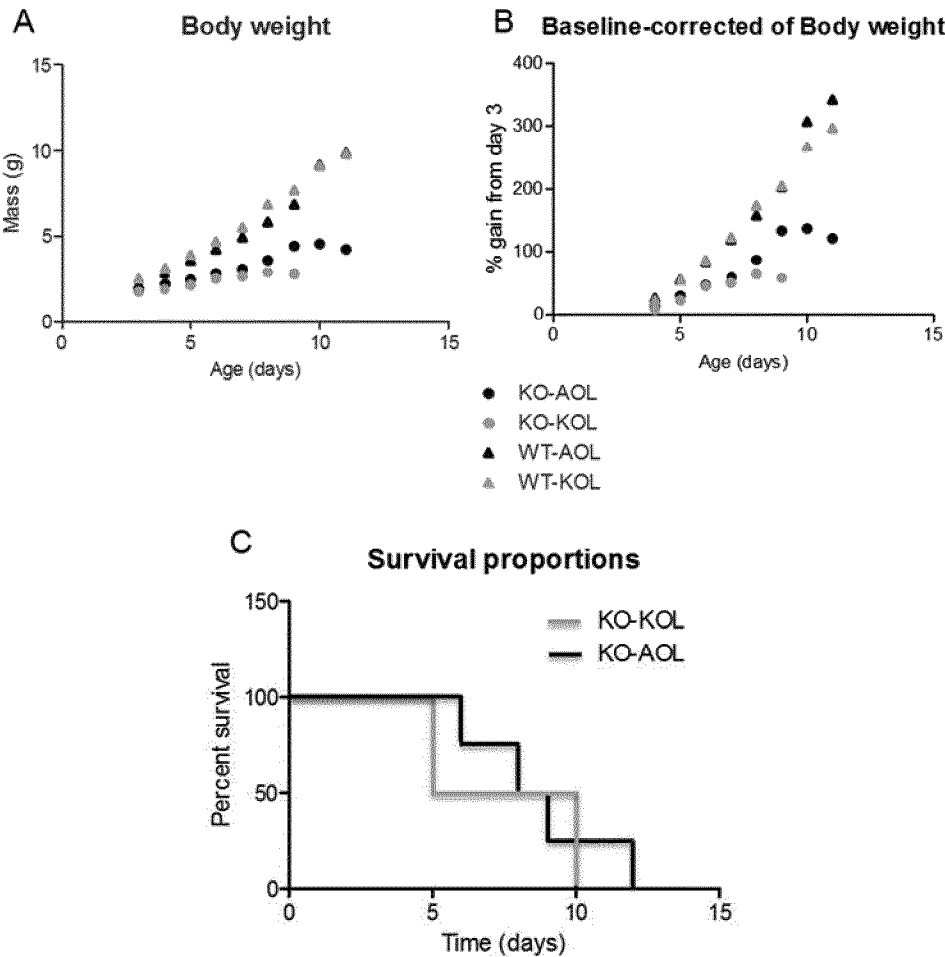 A
Body weight
15
10
5
0
Mass (g)
0
5
10
15
Age (days)
B
Baseline-corrected of Body weight
400
300
200
100
0
% gain from day 3
0
5
10
15
Age (days)
KO-AOL
KO-KOL
WT-AOL
WT-KOL
C
Survival proportions
150
100
50
0
Percent survival
KO-KOL
KO-AOL
0
5
10
15
Time (days)